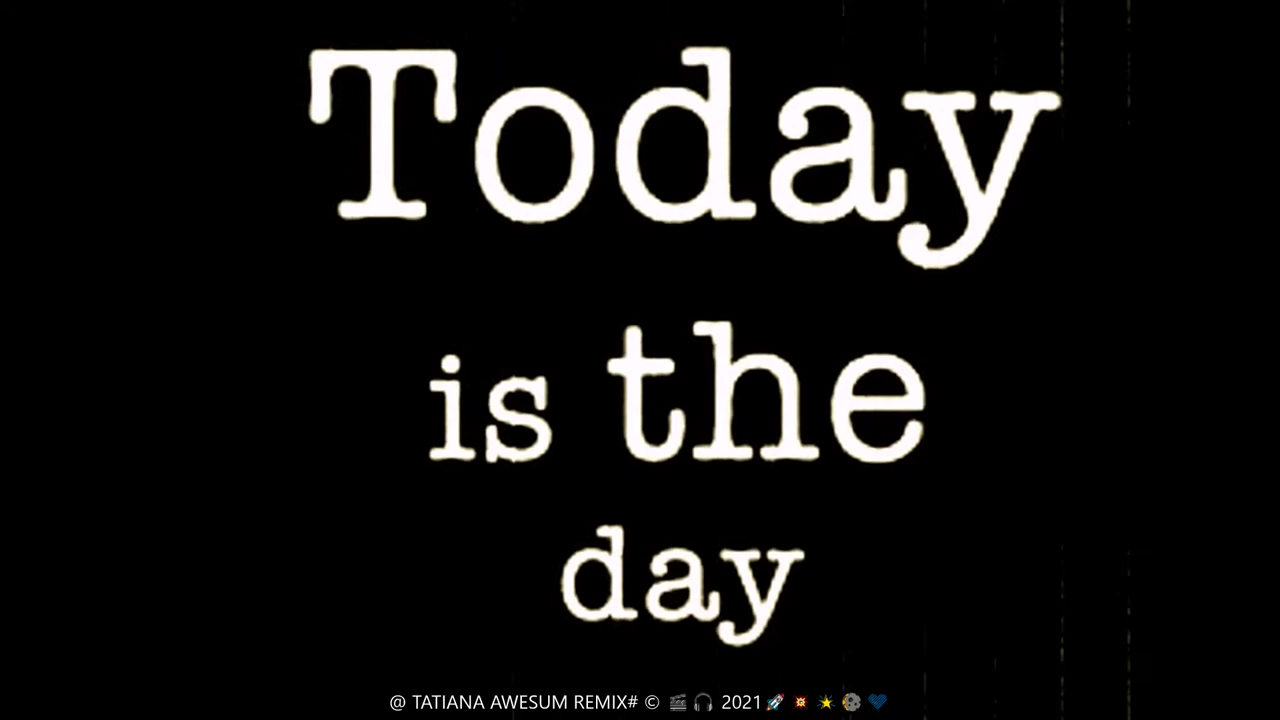 Today
is the
day
@ TATIANA AWESUM REMIX# © 🎬 🎧 2021🚀 💥 🌟 🌕 💙